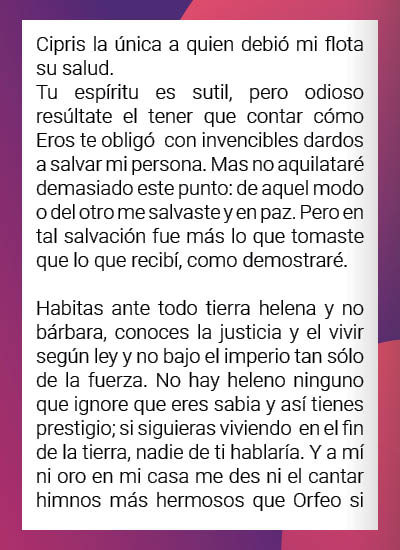 Cipris la única a quien debió mi flota
su salud.
Tu espíritu es sutil, pero odioso
resúltate el tener que contar cómo
Eros te obligó con invencibles dardos
a salvar mi persona. Mas no aquilataré
demasiado este punto: de aquel modo
o del otro me salvaste y en paz. Pero en
tal salvación fue más lo que tomaste
que lo que recibí, como demostraré.
Habitas ante todo tierra helena y no
bárbara, conoces la justicia y el vivir
según ley y no bajo el imperio tan sólo
de la fuerza. No hay heleno ninguno
que ignore que eres sabia y así tienes
prestigio; si siguieras viviendo en el fin
de la tierra, nadie de ti hablaría. Y a mí
ni oro en mi casa me des ni el cantar
himnos más hermosos que Orfeo si